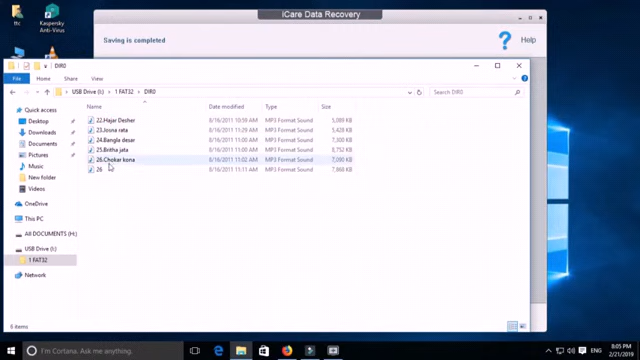 iCare Data Recovery
ttc
Kaspersky
Anti-Virus
Saving is completed
Help
DIR0
File
Home
Share
View
USB Drive (I:)
1 FAT32
DIR0
Search DIR0
Name
Date modified
Type
Size
Quick access
Desktop
Downloads
Documents
Pictures
Music
New folder
Videos
OneDrive
This PC
All DOCUMENTS (H:)
USB Drive (I:)
1 FAT32
Network
22.Hajar Desher 8/16/2011 10:59 AM MP3 Format Sound 5,089 KB
23.Josna rata 8/16/2011 11:29 AM MP3 Format Sound 5,428 KB
24.Bangla desar 8/16/2011 11:00 AM MP3 Format Sound 7,300 KB
25.Britha jata 8/16/2011 11:00 AM MP3 Format Sound 8,752 KB
26.Chokar kona 8/16/2011 11:02 AM MP3 Format Sound 7,090 KB
26 8/16/2011 11:11 AM MP3 Format Sound 7,868 KB
6 items
I'm Cortana. Ask me anything.
8:05 PM
2/21/2019